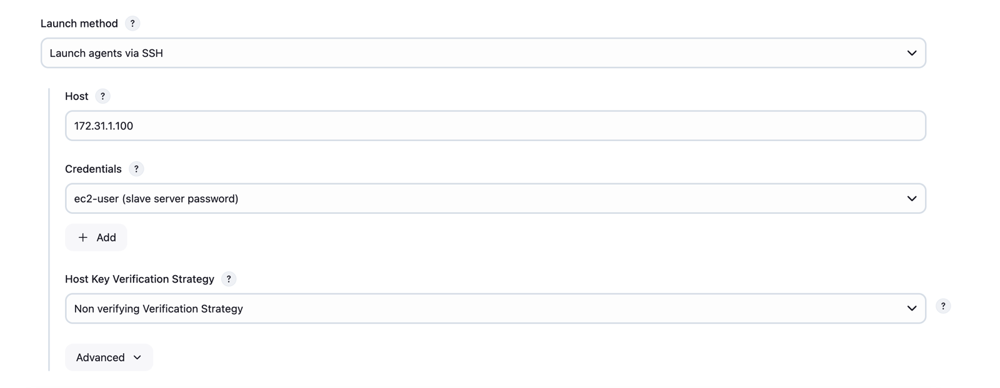 Launch method ?
Launch agents via SSH
Host ?
172.31.1.100
Credentials ?
ec2-user (slave server password)
+ Add
Host Key Verification Strategy ?
Non verifying Verification Strategy
?
Advanced